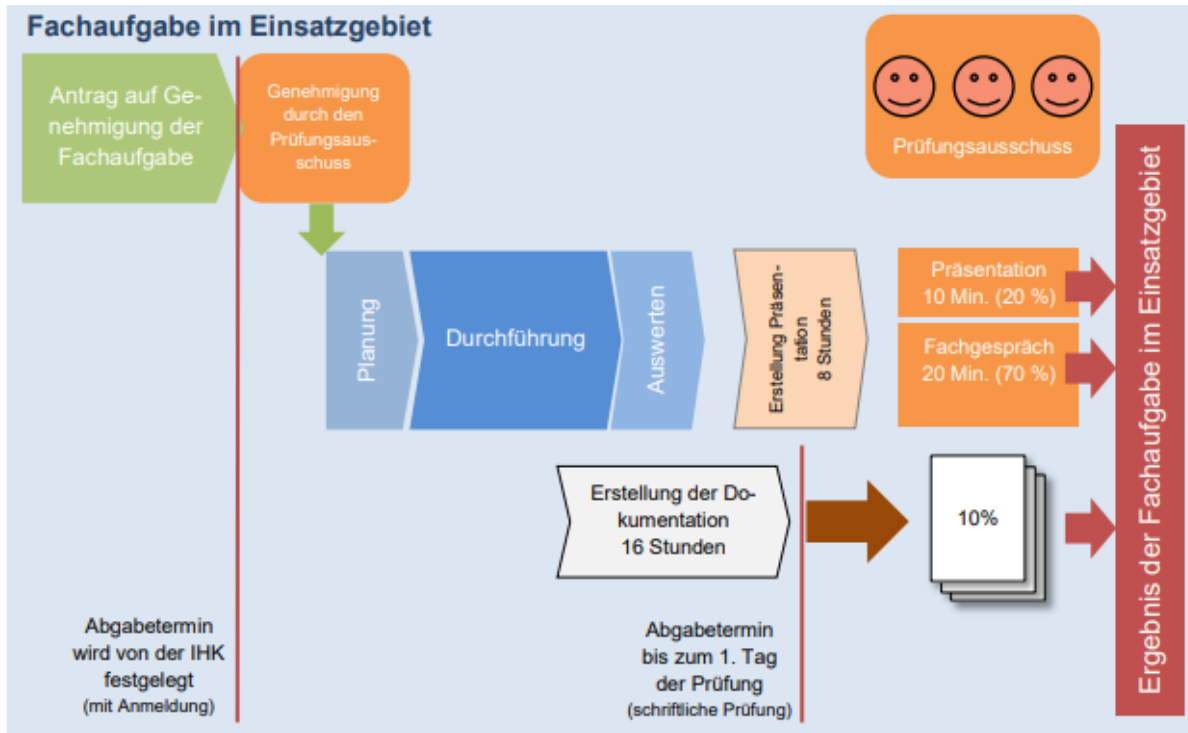 Fachaufgabe im Einsatzgebiet
Antrag auf Ge-
nehmigung der
Fachaufgabe
Genehmigung
durch den
Prüfungsaus-
schuss
Prüfungsausschuss
Planung
Durchführung
Auswerten
Erstellung Präsen-
tation
8 Stunden
Präsentation
10 Min. (20 %)
Fachgespräch
20 Min. (70 %)
Erstellung der Do-
kumentation
16 Stunden
10%
Ergebnis der Fachaufgabe im Einsatzgebiet
Abgabetermin
wird von der IHK
festgelegt
(mit Anmeldung)
Abgabetermin
bis zum 1. Tag
der Prüfung
(schriftliche Prüfung)